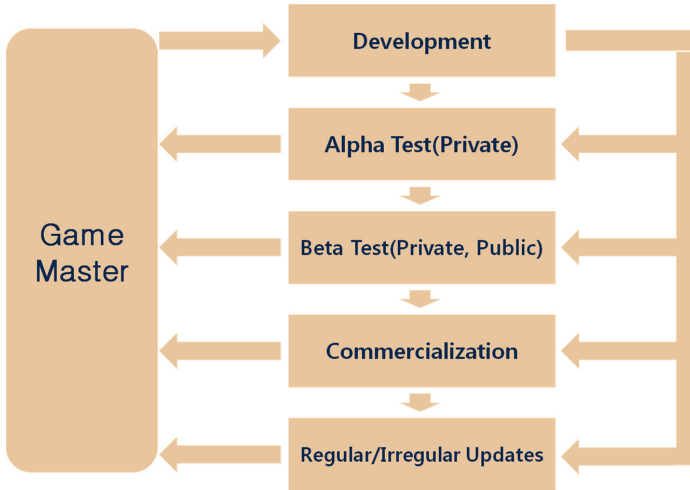 Game
Master
Development
Alpha Test(Private)
Beta Test(Private, Public)
Commercialization
Regular/Irregular Updates